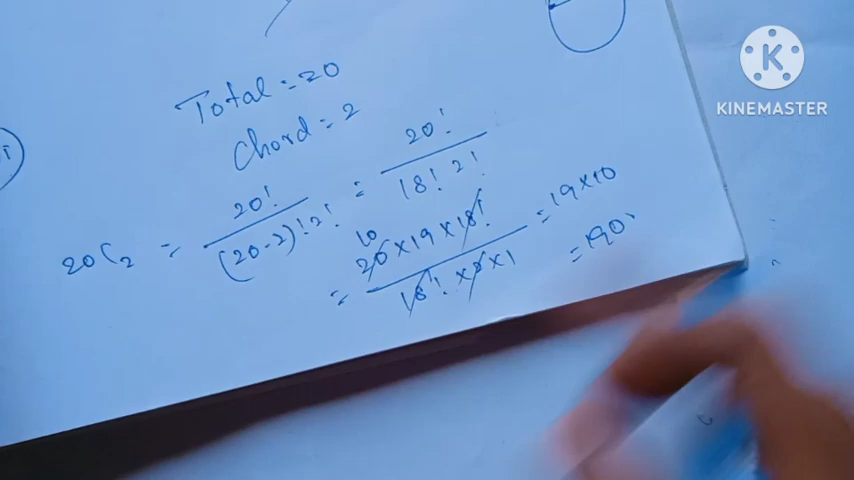 Total = 20
Chord = 2
20C2 = 20! / (20-2)! 2! = 20! / 18! 2!
= 10 20 × 19 × 18! / 18! × 2 × 1 = 19 × 10
= 190
KINEMASTER